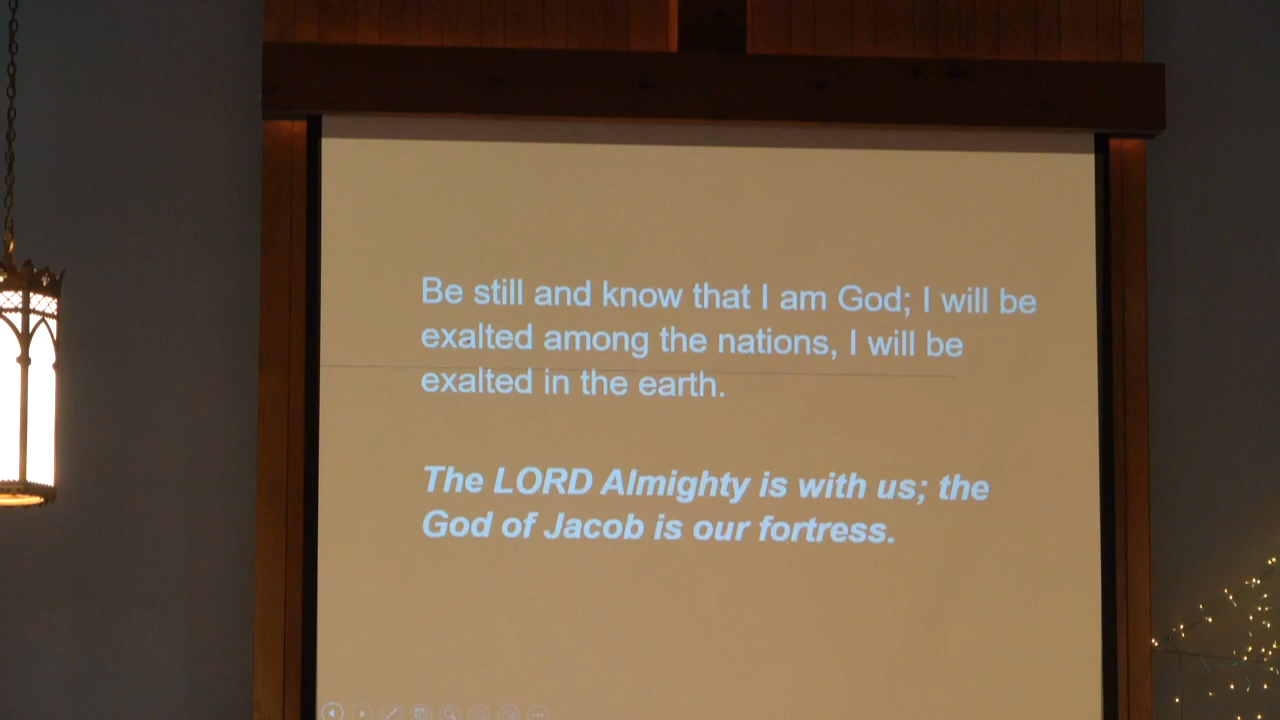 Be still and know that I am God; I will be
exalted among the nations, I will be
exalted in the earth.
The LORD Almighty is with us; the
God of Jacob is our fortress.